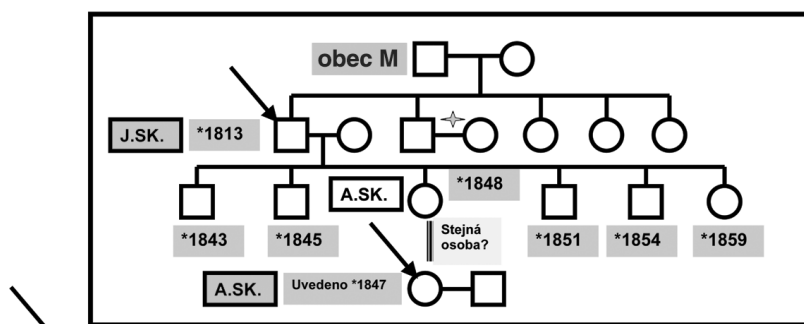 obec M
J.SK.
*1813
*1848
A.SK.
*1843
*1845
Stejná
osoba?
*1851
*1854
*1859
A.SK.
Uvedeno *1847